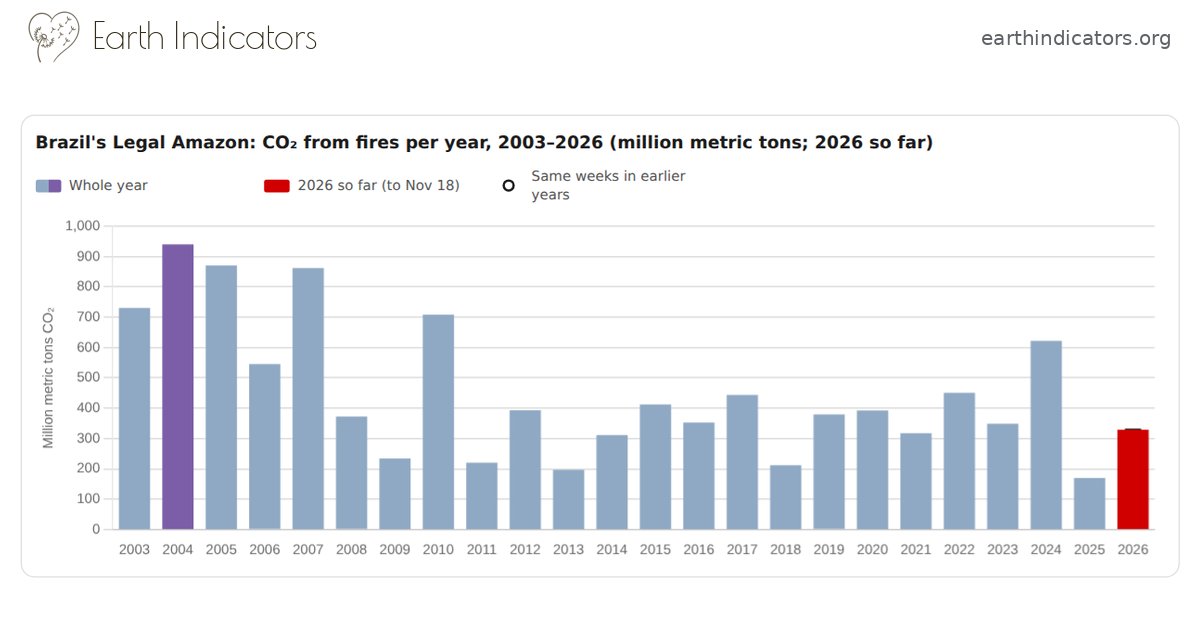 Earth Indicators
earthindicators.org
Brazil's Legal Amazon: CO₂ from fires per year, 2003–2026 (million metric tons; 2026 so far)
Whole year
2026 so far (to Nov 18)
Same weeks in earlier
years
Million metric tons CO₂
1,000
900
800
700
600
500
400
300
200
100
0
2003 2004 2005 2006 2007 2008 2009 2010 2011 2012 2013 2014 2015 2016 2017 2018 2019 2020 2021 2022 2023 2024 2025 2026